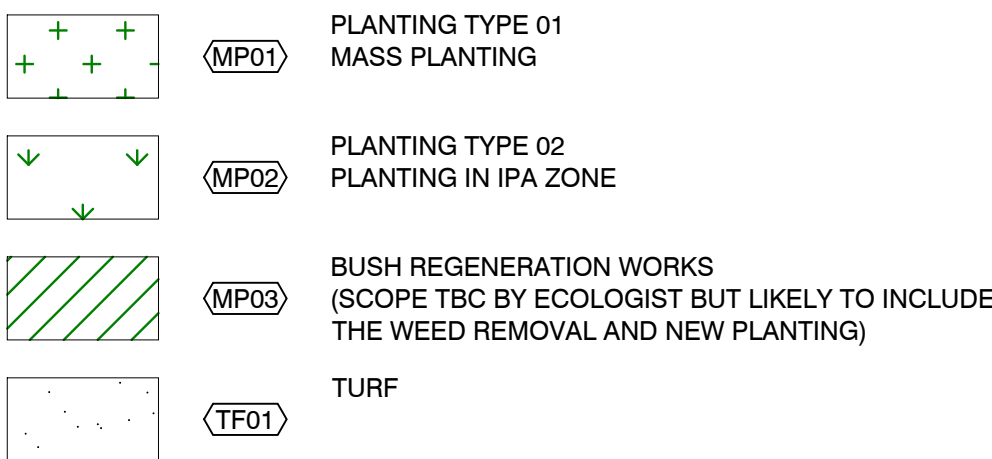 PLANTING TYPE 01
MP01 MASS PLANTING
PLANTING TYPE 02
MP02 PLANTING IN IPA ZONE
BUSH REGENERATION WORKS
MP03 (SCOPE TBC BY ECOLOGIST BUT LIKELY TO INCLUDE
THE WEED REMOVAL AND NEW PLANTING)
TURF
TF01